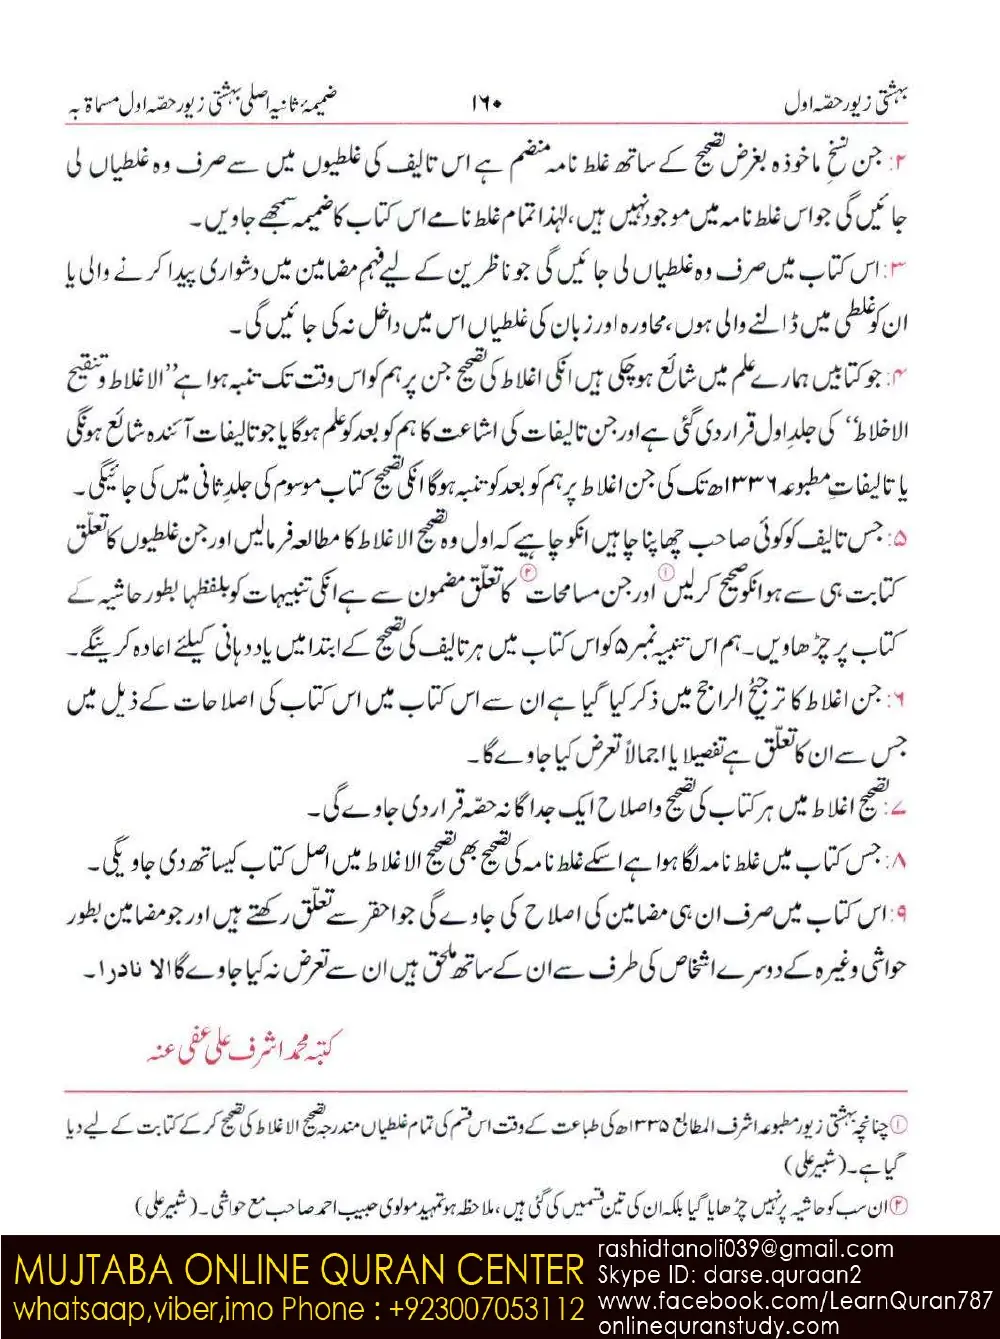 بہشتی زیور حصّہ اول ۱۶۰ ضمیمۂ ثانیہ اصلی بہشتی زیور حصّہ اول مسماۃ بہ
۲: جن نسخِ ماخوذہ بغرض تصحیح کے ساتھ غلط نامہ منضم ہے اس تالیف کی غلطیوں میں سے صرف وہ غلطیاں لی
جائیں گی جو اس غلط نامہ میں موجود نہیں ہیں، لہٰذا تمام غلط نامے اس کتاب کا ضمیمہ سمجھے جاویں۔
۳: اس کتاب میں صرف وہ غلطیاں لی جائیں گی جو ناظرین کے لیے فہمِ مضامین میں دشواری پیدا کرنے والی یا
ان کو غلطی میں ڈالنے والی ہوں، محاورہ اور زبان کی غلطیاں اس میں داخل نہ کی جائیں گی۔
۴: جو کتابیں ہمارے علم میں شائع ہوچکی ہیں انکی اغلاط کی تصحیح جن پر ہم کو اس وقت تک تنبہ ہوا ہے ”الاغلاط وتنقیح
الاخلاط“ کی جلدِ اول قرار دی گئی ہے اور جن تالیفات کی اشاعت کا ہم کو بعد کو علم ہوگا یا جو تالیفات آئندہ شائع ہونگی
یا تالیفاتِ مطبوعہ ۱۳۳۶ھ تک کی جن اغلاط پر ہم کو بعد کو تنبہ ہوگا انکی تصحیح کتاب موسوم کی جلدِ ثانی میں کی جائیگی۔
۵: جس تالیف کو کوئی صاحب چھاپنا چاہیں انکو چاہیے کہ اول وہ تصحیح الاغلاط کا مطالعہ فرمالیں اور جن غلطیوں کا تعلّق
کتابت ہی سے ہو انکو صحیح کرلیں① اور جن مسامحات② کا تعلّق مضمون سے ہے انکی تنبیہات کو بلفظہا بطور حاشیہ کے
کتاب پر چڑھاویں۔ ہم اس تنبیہ نمبر ۵ کو اس کتاب میں ہر تالیف کی تصحیح کے ابتدا میں یاد دہانی کیلئے اعادہ کرینگے۔
۶: جن اغلاط کا ترجیحُ الراجح میں ذکر کیا گیا ہے ان سے اس کتاب میں اس کتاب کی اصلاحات کے ذیل میں
جس سے ان کا تعلّق ہے تفصیلا یا اجمالاً تعرض کیا جاوے گا۔
۷: تصحیح اغلاط میں ہر کتاب کی تصحیح واصلاح ایک جداگانہ حصّہ قرار دی جاوے گی۔
۸: جس کتاب میں غلط نامہ لگا ہوا ہے اسکے غلط نامہ کی تصحیح بھی تصحیح الاغلاط میں اصل کتاب کیساتھ دی جاویگی۔
۹: اس کتاب میں صرف ان ہی مضامین کی اصلاح کی جاوے گی جو احقر سے تعلّق رکھتے ہیں اور جو مضامین بطور
حواشی وغیرہ کے دوسرے اشخاص کی طرف سے ان کے ساتھ ملحق ہیں ان سے تعرض نہ کیا جاوے گا الا نادرا۔
کتبہ محمد اشرف علی عفی عنہ
① چنانچہ بہشتی زیور مطبوعہ اشرف المطابع ۱۳۳۵ھ کی طباعت کے وقت اس قسم کی تمام غلطیاں مندرجہ تصحیح الاغلاط کی تصحیح کر کے کتابت کے لیے دیا
گیا ہے۔ (شبیر علی)
② ان سب کو حاشیہ پر نہیں چڑھایا گیا بلکہ ان کی تین قسمیں کی گئی ہیں، ملاحظہ ہو تمہید مولوی حبیب احمد صاحب مع حواشی۔ (شبیر علی)
MUJTABA ONLINE QURAN CENTER
whatsaap,viber,imo Phone : +923007053112
rashidtanoli039@gmail.com
Skype ID: darse.quraan2
www.facebook.com/LearnQuran787
onlinequranstudy.com